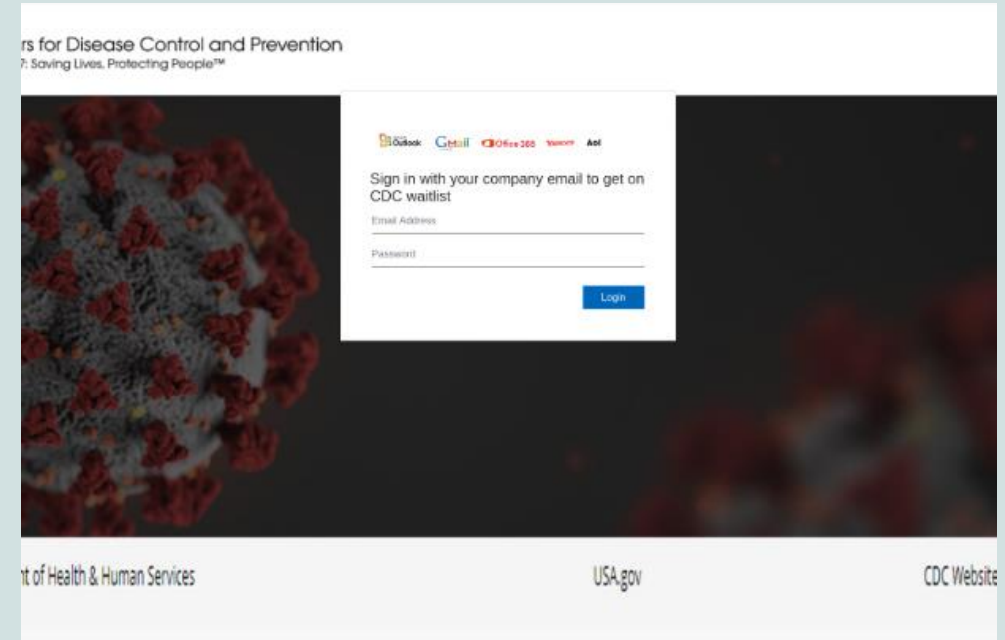 rs for Disease Control and Prevention
7: Saving Lives, Protecting People™
Outlook Gmail Office 365 YAHOO! Aol
Sign in with your company email to get on
CDC waitlist
Email Address
Password
Login
nt of Health & Human Services USA.gov CDC Website